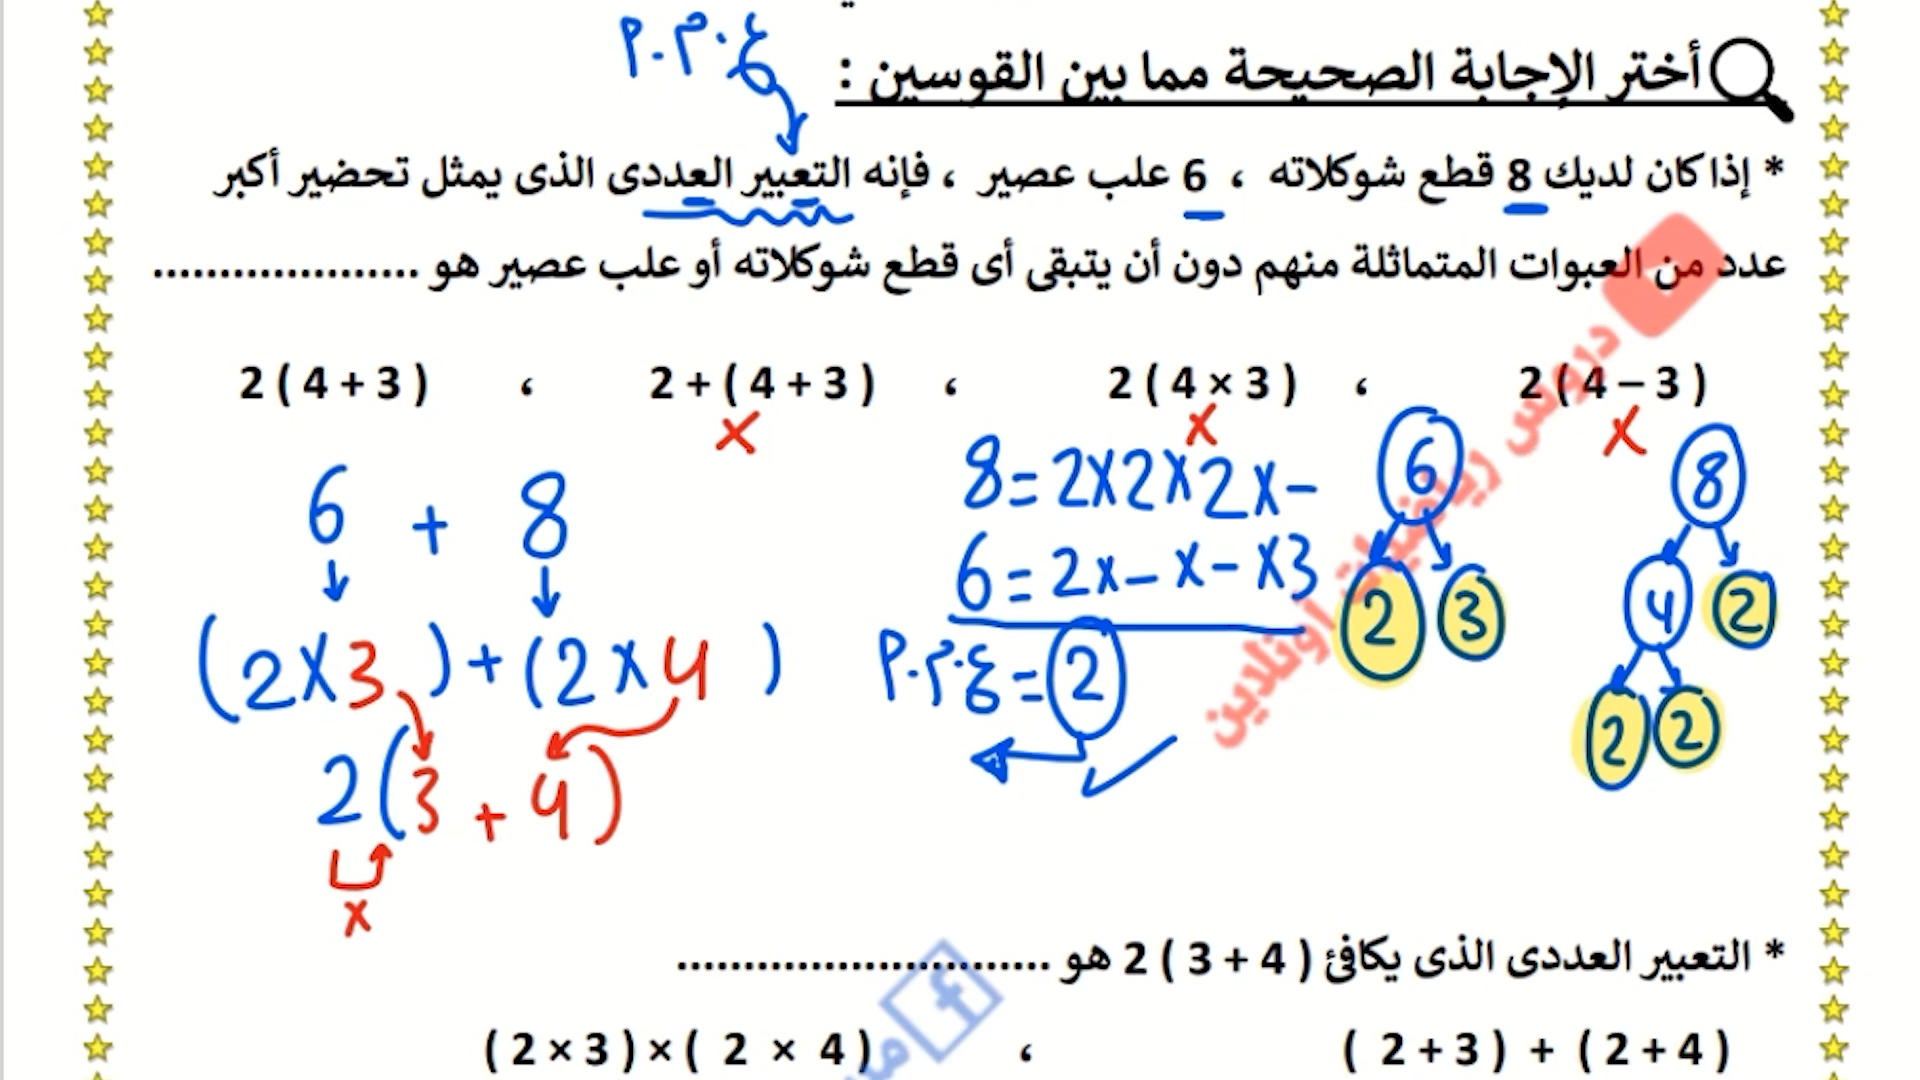 ع.م.م
أختر الإجابة الصحيحة مما بين القوسين :
* إذا كان لديك 8 قطع شوكلاته ، 6 علب عصير ، فإنه التعبير العددى الذى يمثل تحضير أكبر
عدد من العبوات المتماثلة منهم دون أن يتبقى أى قطع شوكلاته أو علب عصير هو ....................
2 ( 4 – 3 ) ، 2 ( 4 × 3 ) ، 2 + ( 4 + 3 ) ، 2 ( 4 + 3 )
x x x
8
4 2
2 2
6
2 3
8 = 2 x 2 x 2 x -
6 = 2 x - x - x 3
ع.م.م = 2
6 + 8
(2 x 3) + (2 x 4)
2 (3 + 4)
x
دروس رياضيات اونلاين
* التعبير العددى الذى يكافئ 2 ( 3 + 4 ) هو ............................
( 2 + 3 ) + ( 2 + 4 ) ، ( 2 × 3 ) × ( 2 × 4 )
f